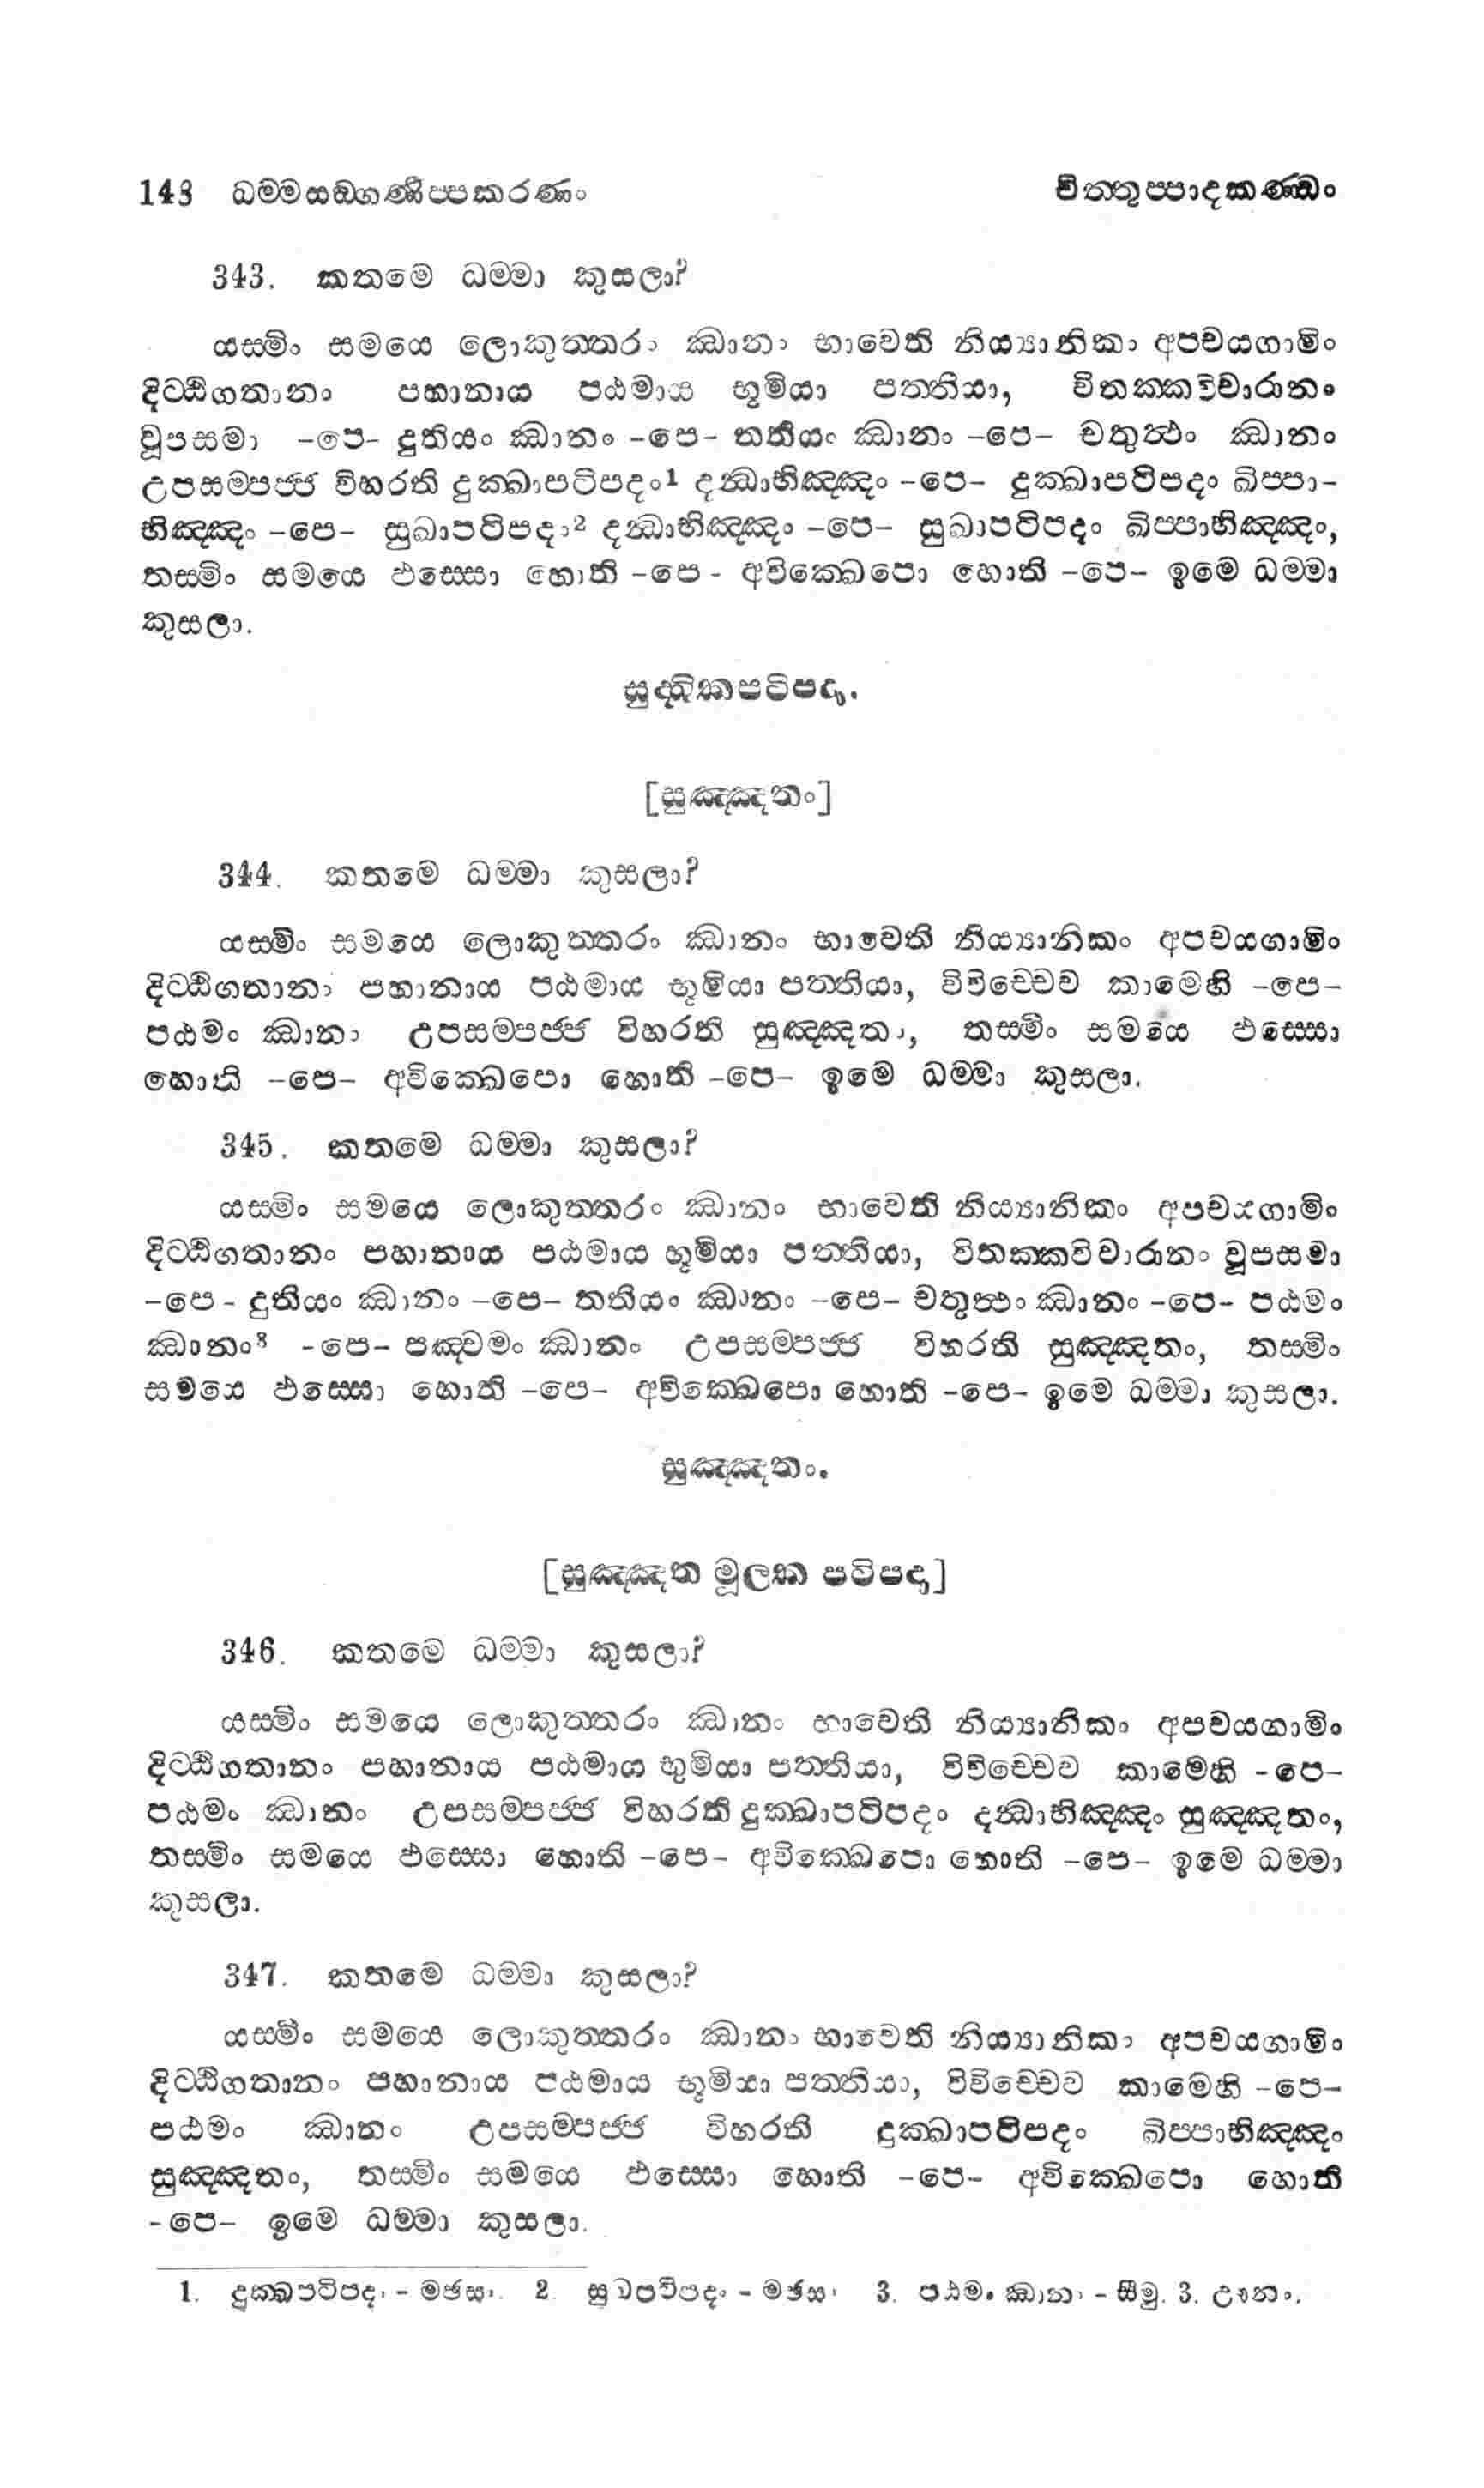 148 ධම්මසඞ්ගණිප්පකරණං චිත්තුප්පාදකණ්ඩං
343. කතමෙ ධම්මා කුසලා?
යස්මිං සමයෙ ලොකුත්තරං ඣානං භාවෙති නිය්‍යානිකං අපචයගාමිං
දිට්ඨිගතානං පහානාය පඨමාය භූමියා පත්තියා, විතක්කවිචාරානං
වූපසමා -පෙ- දුතියං ඣානං -පෙ- තතියං ඣානං -පෙ- චතුත්ථං ඣානං
උපසම්පජ්ජ විහරති දුක්ඛාපටිපදං¹ දන්ධාභිඤ්ඤං -පෙ- දුක්ඛාපටිපදං ඛිප්පා-
භිඤ්ඤං -පෙ- සුඛාපටිපදං² දන්ධාභිඤ්ඤං -පෙ- සුඛාපටිපදං ඛිප්පාභිඤ්ඤං,
තස්මිං සමයෙ ඵස්සො හොති -පෙ- අවික්ඛෙපො හොති -පෙ- ඉමෙ ධම්මා
කුසලා.
සුද්ධිකපටිපදා.
[සුඤ්ඤතං]
344. කතමෙ ධම්මා කුසලා?
යස්මිං සමයෙ ලොකුත්තරං ඣානං භාවෙති නිය්‍යානිකං අපචයගාමිං
දිට්ඨිගතානං පහානාය පඨමාය භූමියා පත්තියා, විවිච්චෙව කාමෙහි -පෙ-
පඨමං ඣානං උපසම්පජ්ජ විහරති සුඤ්ඤතං, තස්මිං සමයෙ ඵස්සො
හොති -පෙ- අවික්ඛෙපො හොති -පෙ- ඉමෙ ධම්මා කුසලා.
345. කතමෙ ධම්මා කුසලා?
යස්මිං සමයෙ ලොකුත්තරං ඣානං භාවෙති නිය්‍යානිකං අපචයගාමිං
දිට්ඨිගතානං පහානාය පඨමාය භූමියා පත්තියා, විතක්කවිචාරානං වූපසමා
-පෙ- දුතියං ඣානං -පෙ- තතියං ඣානං -පෙ- චතුත්ථං ඣානං -පෙ- පඨමං
ඣානං³ -පෙ- පඤ්චමං ඣානං උපසම්පජ්ජ විහරති සුඤ්ඤතං, තස්මිං
සමයෙ ඵස්සො හොති -පෙ- අවික්ඛෙපො හොති -පෙ- ඉමෙ ධම්මා කුසලා.
සුඤ්ඤතං.
[සුඤ්ඤත මූලක පටිපදා]
346. කතමෙ ධම්මා කුසලා?
යස්මිං සමයෙ ලොකුත්තරං ඣානං භාවෙති නිය්‍යානිකං අපචයගාමිං
දිට්ඨිගතානං පහානාය පඨමාය භුමියා පත්තියා, විවිච්චෙව කාමෙහි -පෙ-
පඨමං ඣානං උපසම්පජ්ජ විහරති දුක්ඛාපටිපදං දන්ධාභිඤ්ඤං සුඤ්ඤතං,
තස්මිං සමයෙ ඵස්සො හොති -පෙ- අවික්ඛෙපො හොති -පෙ- ඉමෙ ධම්මා
කුසලා.
347. කතමෙ ධම්මා කුසලා?
යස්මිං සමයෙ ලොකුත්තරං ඣානං භාවෙති නිය්‍යානිකං අපචයගාමිං
දිට්ඨිගතානං පහානාය පඨමාය භූමියා පත්තියා, විවිච්චෙව කාමෙහි -පෙ-
පඨමං ඣානං උපසම්පජ්ජ විහරති දුක්ඛාපටිපදං ඛිප්පාභිඤ්ඤං
සුඤ්ඤතං, තස්මිං සමයෙ ඵස්සො හොති -පෙ- අවික්ඛෙපො හොති
-පෙ- ඉමෙ ධම්මා කුසලා.
1. දුක්ඛපටිපදං - මඡසං. 2. සුඛපටිපදං - මඡසං 3. පඨමං ඣානං - සීමු. 3. ඌනං.